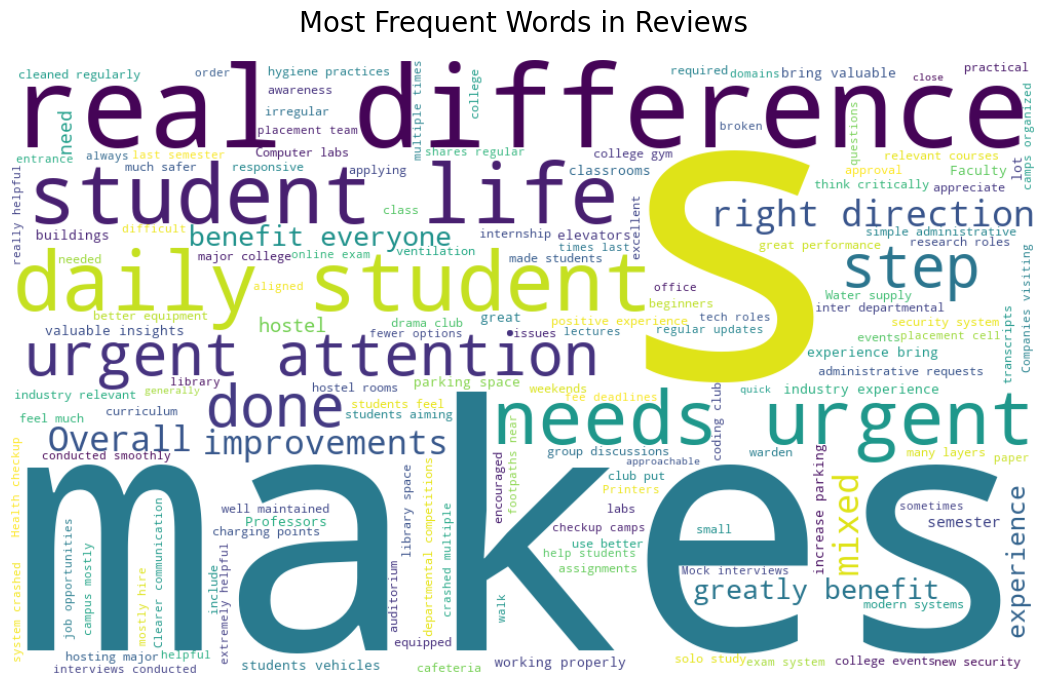 Most Frequent Words in Reviews
cleaned regularly
order
hygiene practices
multiple times
college
required
domains
bring valuable
close
practical
real difference
need
awareness
irregular
placement team
broken
questions
camps organized
entrance
always
last semester
Computer labs
shares regular
college gym
relevant courses
lot
really helpful
much safer
responsive
applying
classrooms
approval
Faculty
think critically
appreciate
student life
s
right direction
class
excellent
buildings
difficult
benefit everyone
internship
elevators
simple administrative
research roles
needed
major college
online exam
ventilation
made students
times last
great performance
step
Companies visiting
daily student
aligned
office
beginners
Water supply
inter departmental
better equipment
valuable insights
hostel
drama club
great
positive experience
tech roles
security system
fewer options
issues
lectures
regular updates
events
placement cell
transcripts
urgent attention
experience bring
administrative requests
library
hostel rooms
parking space
weekends
quick
industry experience
industry relevant
generally
fee deadlines
feel much
curriculum
done
students feel
students aiming
coding club
needs urgent
Overall
improvements
conducted smoothly
group discussions
approachable
warden
many layers
paper
system crashed
Health checkup
makes
encouraged
footpaths near
club put
Printers
increase parking
mixed
sometimes
semester
experience
job opportunities
campus mostly
mostly hire
Clearer communication
include
extremely helpful
well maintained
Professors
charging points
auditorium
library space
departmental competitions
crashed multiple
walk
labs
checkup camps
use better
small
help students
assignments
Mock interviews
greatly benefit
modern systems
equipped
hosting major
helpful
interviews conducted
students vehicles
cafeteria
working properly
solo study
exam system
college events
new security